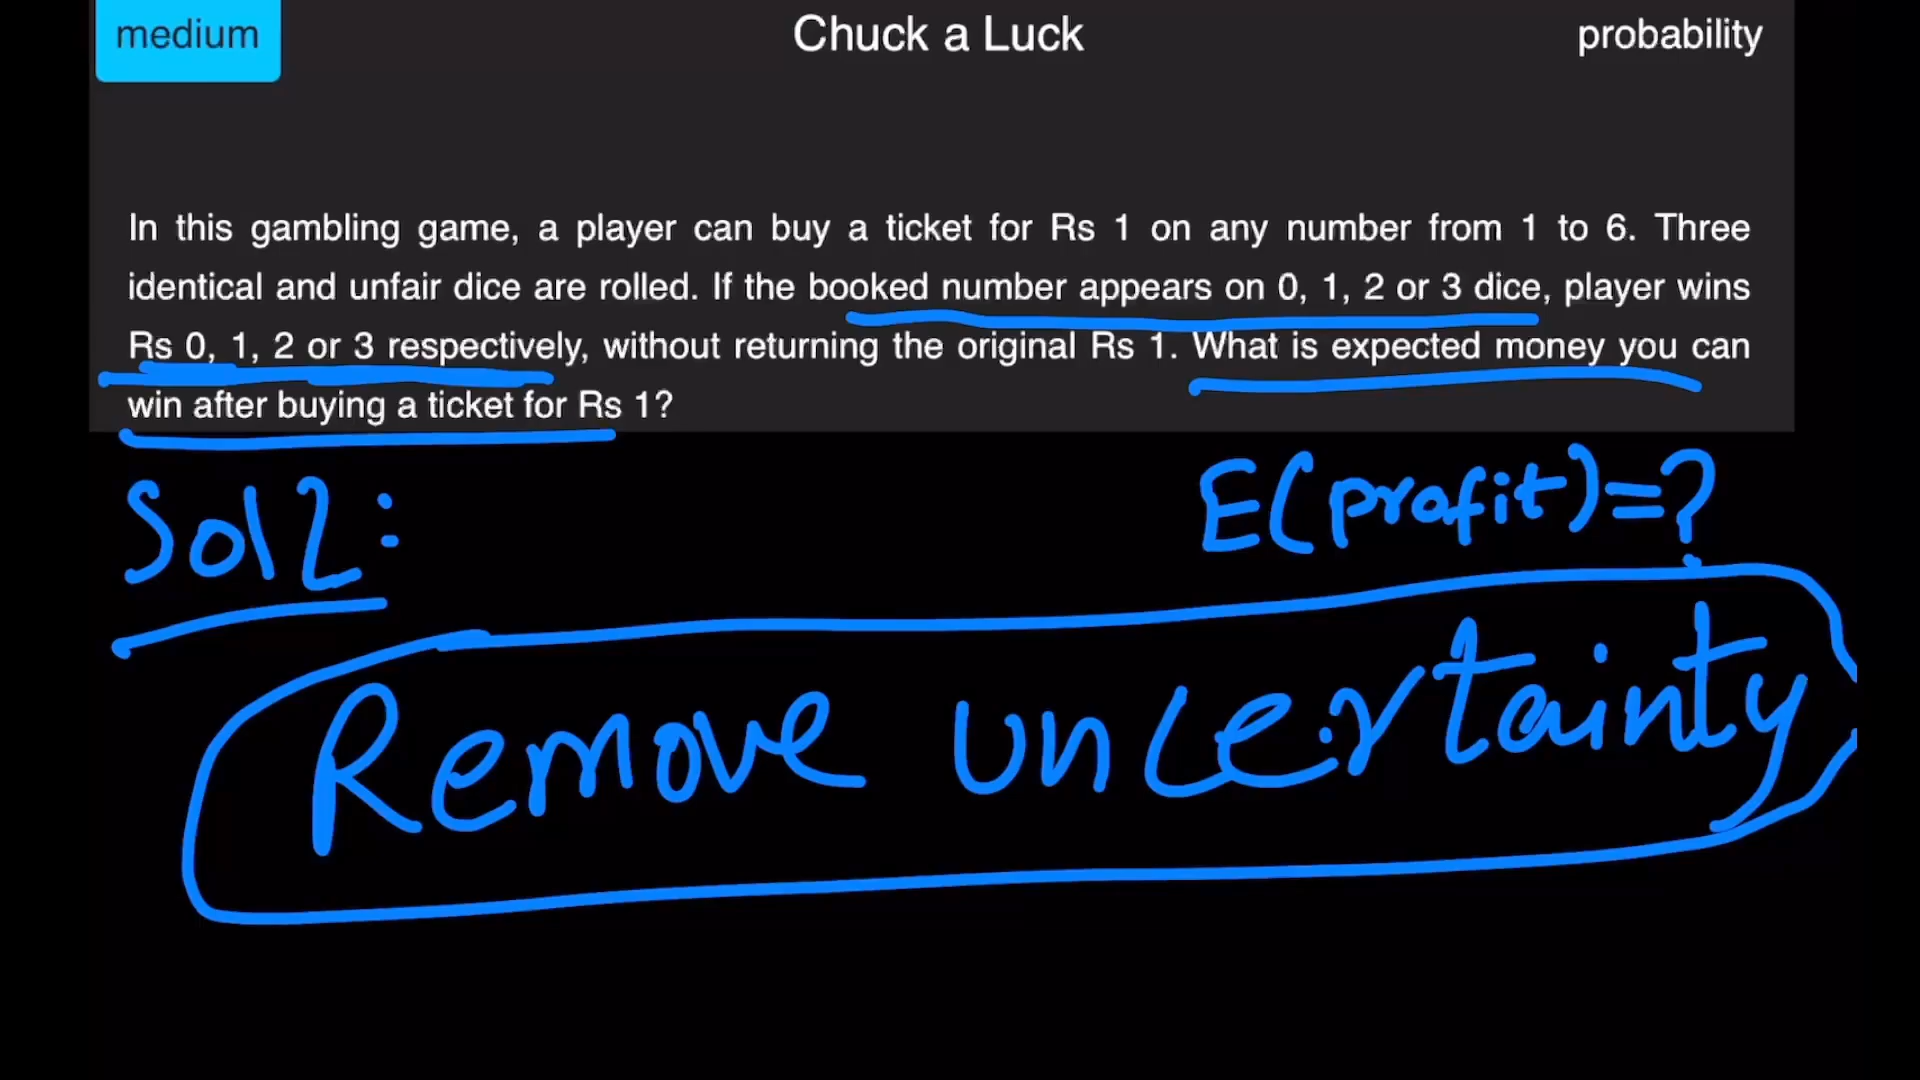 medium
Chuck a Luck
probability
In this gambling game, a player can buy a ticket for Rs 1 on any number from 1 to 6. Three
identical and unfair dice are rolled. If the booked number appears on 0, 1, 2 or 3 dice, player wins
Rs 0, 1, 2 or 3 respectively, without returning the original Rs 1. What is expected money you can
win after buying a ticket for Rs 1?
Sol 2:
E(profit)=?
Remove uncertainty